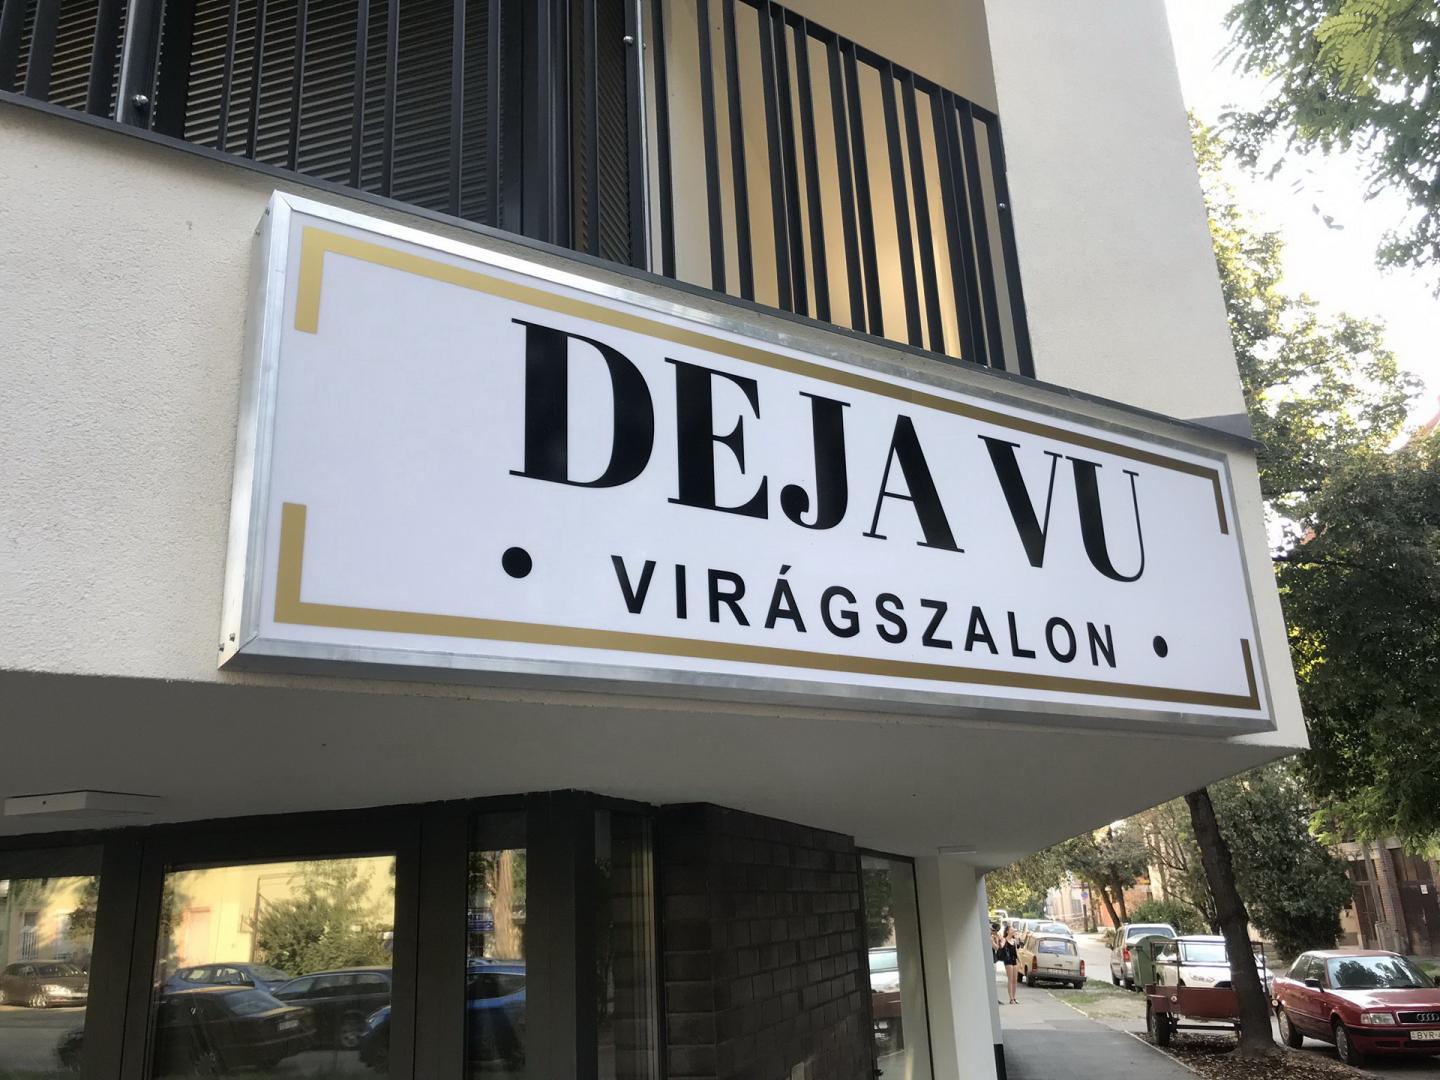 DEJA VU
• VIRÁGSZALON •